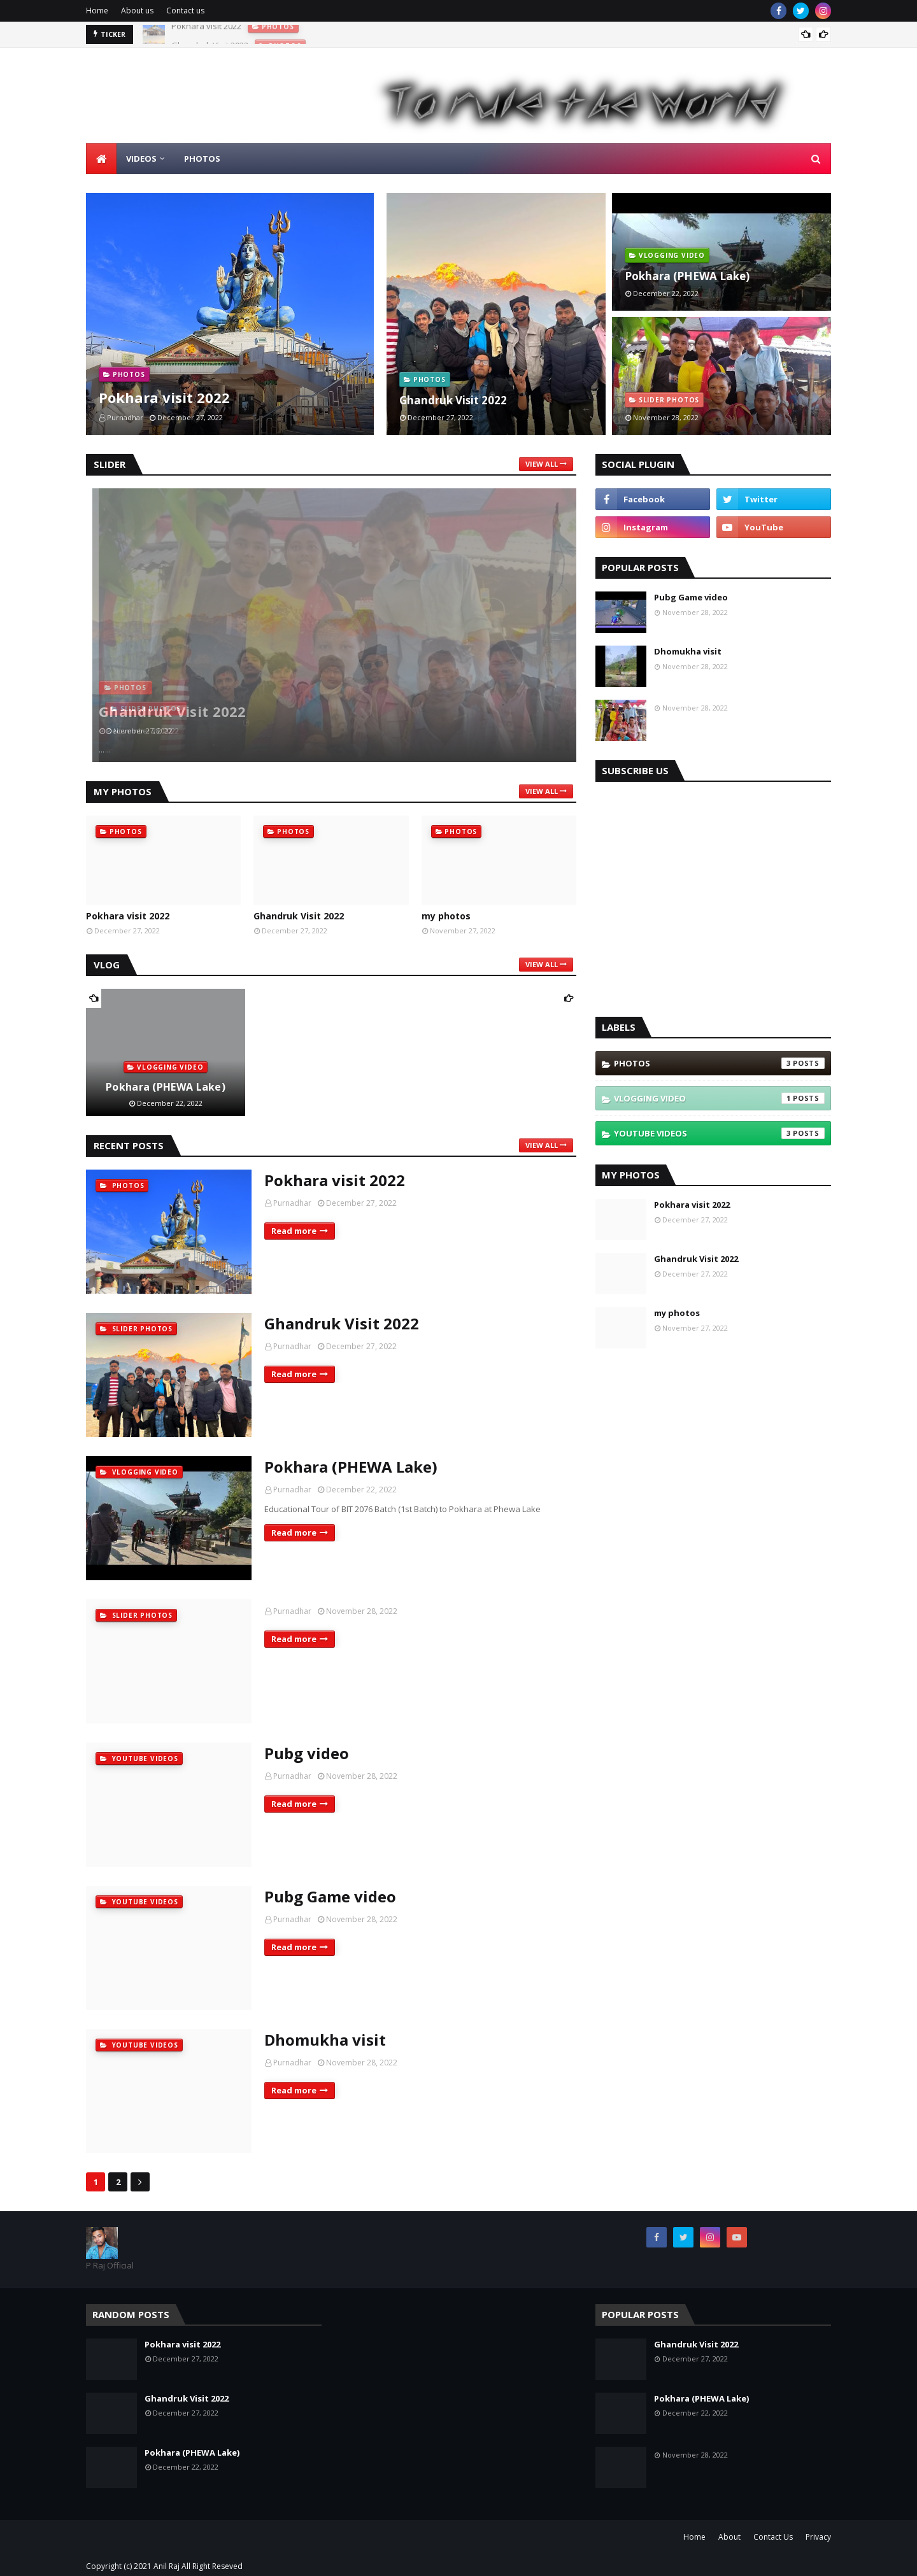 Home About us Contact us
TICKER
Pokhara visit 2022 PHOTOS
To rule the World
VIDEOS PHOTOS
PHOTOS
Pokhara visit 2022
Purnadhar December 27, 2022
PHOTOS
Ghandruk Visit 2022
December 27, 2022
VLOGGING VIDEO
Pokhara (PHEWA Lake)
December 22, 2022
SLIDER PHOTOS
November 28, 2022
SLIDER VIEW ALL
PHOTOS
Ghandruk Visit 2022
December 27, 2022
MY PHOTOS VIEW ALL
PHOTOS
Pokhara visit 2022
December 27, 2022
PHOTOS
Ghandruk Visit 2022
December 27, 2022
PHOTOS
my photos
November 27, 2022
VLOG VIEW ALL
VLOGGING VIDEO
Pokhara (PHEWA Lake)
December 22, 2022
RECENT POSTS VIEW ALL
PHOTOS
Pokhara visit 2022
Purnadhar December 27, 2022
Read more
SLIDER PHOTOS
Ghandruk Visit 2022
Purnadhar December 27, 2022
Read more
VLOGGING VIDEO
Pokhara (PHEWA Lake)
Purnadhar December 22, 2022
Educational Tour of BIT 2076 Batch (1st Batch) to Pokhara at Phewa Lake
Read more
SLIDER PHOTOS
Purnadhar November 28, 2022
Read more
YOUTUBE VIDEOS
Pubg video
Purnadhar November 28, 2022
Read more
YOUTUBE VIDEOS
Pubg Game video
Purnadhar November 28, 2022
Read more
YOUTUBE VIDEOS
Dhomukha visit
Purnadhar November 28, 2022
Read more
1 2
SOCIAL PLUGIN
Facebook Twitter
Instagram YouTube
POPULAR POSTS
Pubg Game video
November 28, 2022
Dhomukha visit
November 28, 2022
November 28, 2022
SUBSCRIBE US
LABELS
PHOTOS 3 POSTS
VLOGGING VIDEO 1 POSTS
YOUTUBE VIDEOS 3 POSTS
MY PHOTOS
Pokhara visit 2022
December 27, 2022
Ghandruk Visit 2022
December 27, 2022
my photos
November 27, 2022
P Raj Official
RANDOM POSTS
Pokhara visit 2022
December 27, 2022
Ghandruk Visit 2022
December 27, 2022
Pokhara (PHEWA Lake)
December 22, 2022
POPULAR POSTS
Ghandruk Visit 2022
December 27, 2022
Pokhara (PHEWA Lake)
December 22, 2022
November 28, 2022
Home About Contact Us Privacy
Copyright (c) 2021 Anil Raj All Right Reseved